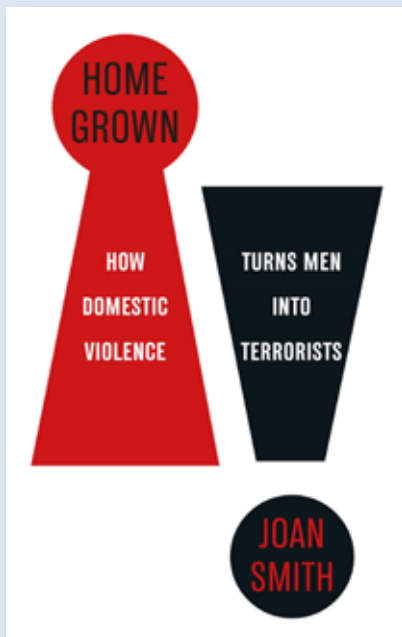 HOME
GROWN
HOW
DOMESTIC
VIOLENCE
TURNS MEN
INTO
TERRORISTS
JOAN
SMITH